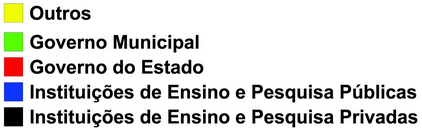 Outros
Governo Municipal
Governo do Estado
Instituições de Ensino e Pesquisa Públicas
Instituições de Ensino e Pesquisa Privadas